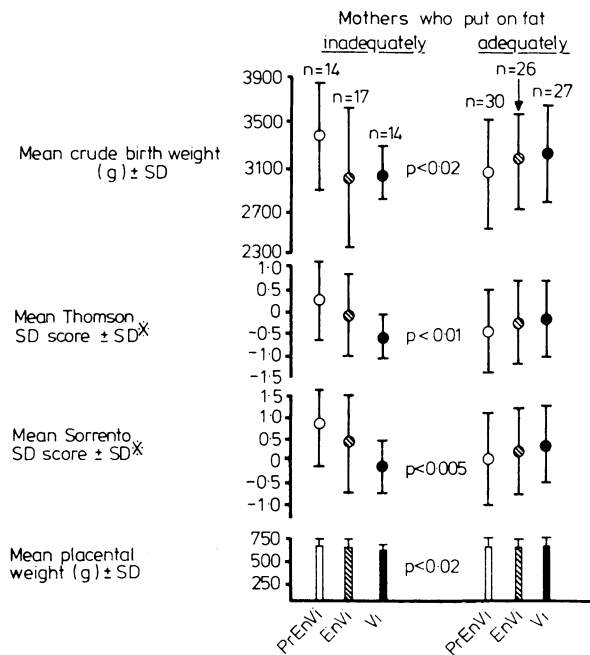 Mothers who put on fat
inadequately adequately
n=14
n=17
n=14
n=26
n=30
n=27
Mean crude birth weight
(g) ± SD
3900
3500
3100
2700
2300
p<0·02
Mean Thomson
SD score ± SD*
1·0
0·5
0
-0·5
-1·0
-1·5
p<0·01
Mean Sorrento
SD score ± SD*
1·5
1·0
0·5
0
-0·5
-1·0
p<0·005
Mean placental
weight (g) ± SD
750
500
250
p<0·02
PrEnVi EnVi Vi PrEnVi EnVi Vi